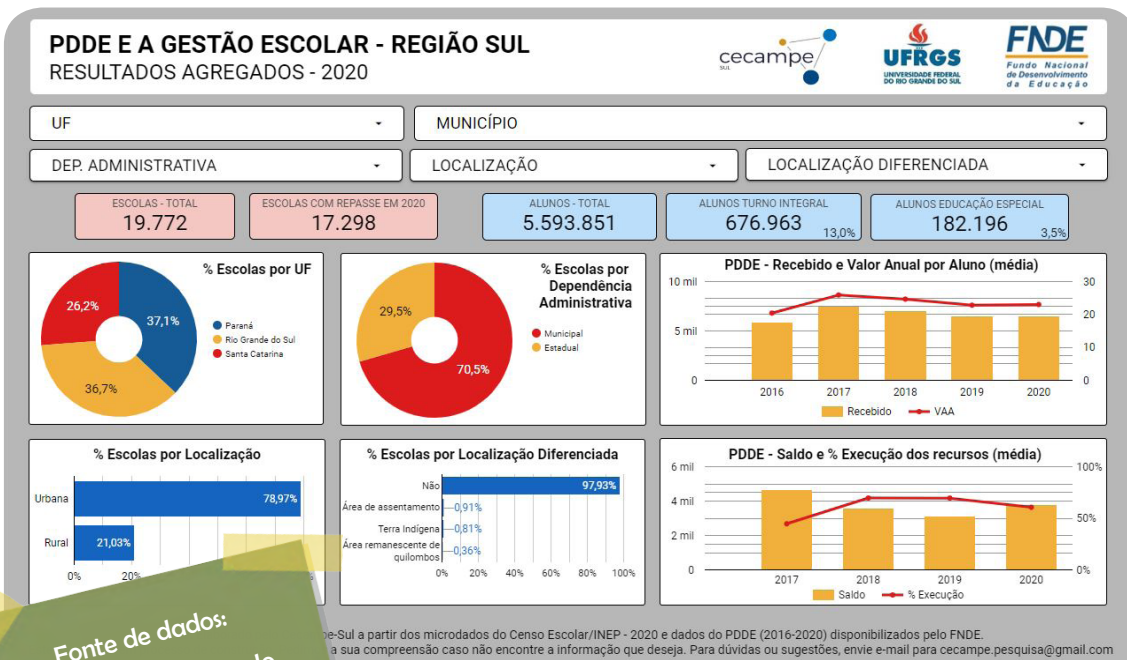 PDDE E A GESTÃO ESCOLAR - REGIÃO SUL
RESULTADOS AGREGADOS - 2020
cecampe
SUL
UFRGS
UNIVERSIDADE FEDERAL
DO RIO GRANDE DO SUL
FNDE
Fundo Nacional
de Desenvolvimento
da Educação
UF
MUNICÍPIO
DEP. ADMINISTRATIVA
LOCALIZAÇÃO
LOCALIZAÇÃO DIFERENCIADA
ESCOLAS - TOTAL
19.772
ESCOLAS COM REPASSE EM 2020
17.298
ALUNOS - TOTAL
5.593.851
ALUNOS TURNO INTEGRAL
676.963
13,0%
ALUNOS EDUCAÇÃO ESPECIAL
182.196
3,5%
% Escolas por UF
26,2%
37,1%
36,7%
Paraná
Rio Grande do Sul
Santa Catarina
% Escolas por
Dependência
Administrativa
29,5%
70,5%
Municipal
Estadual
PDDE - Recebido e Valor Anual por Aluno (média)
10 mil
5 mil
0
30
20
10
0
2016 2017 2018 2019 2020
Recebido VAA
% Escolas por Localização
Urbana 78,97%
Rural 21,03%
0% 20%
% Escolas por Localização Diferenciada
Não 97,93%
Área de assentamento 0,91%
Terra Indígena 0,81%
Área remanescente de
quilombos 0,36%
0% 20% 40% 60% 80% 100%
PDDE - Saldo e % Execução dos recursos (média)
6 mil
4 mil
2 mil
0
100%
50%
0%
2017 2018 2019 2020
Saldo % Execução
Fonte de dados:
pe-Sul a partir dos microdados do Censo Escolar/INEP - 2020 e dados do PDDE (2016-2020) disponibilizados pelo FNDE.
a sua compreensão caso não encontre a informação que deseja. Para dúvidas ou sugestões, envie e-mail para cecampe.pesquisa@gmail.com